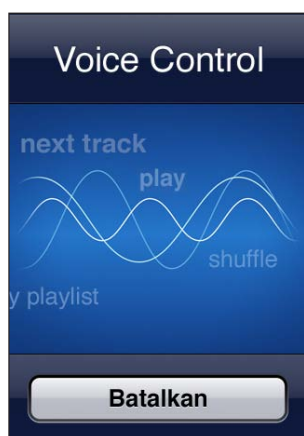 Voice Control
next track
play
shuffle
y playlist
Batalkan